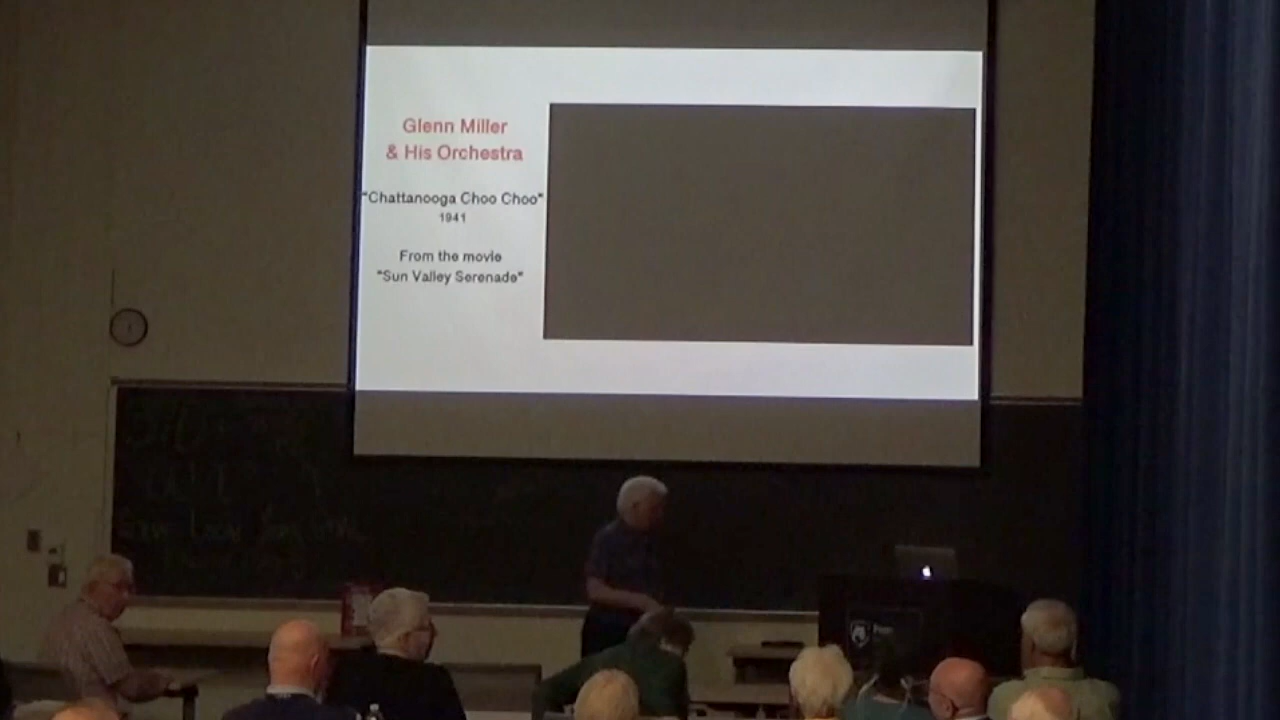 Glenn Miller
& His Orchestra
"Chattanooga Choo Choo"
1941
From the movie
"Sun Valley Serenade"